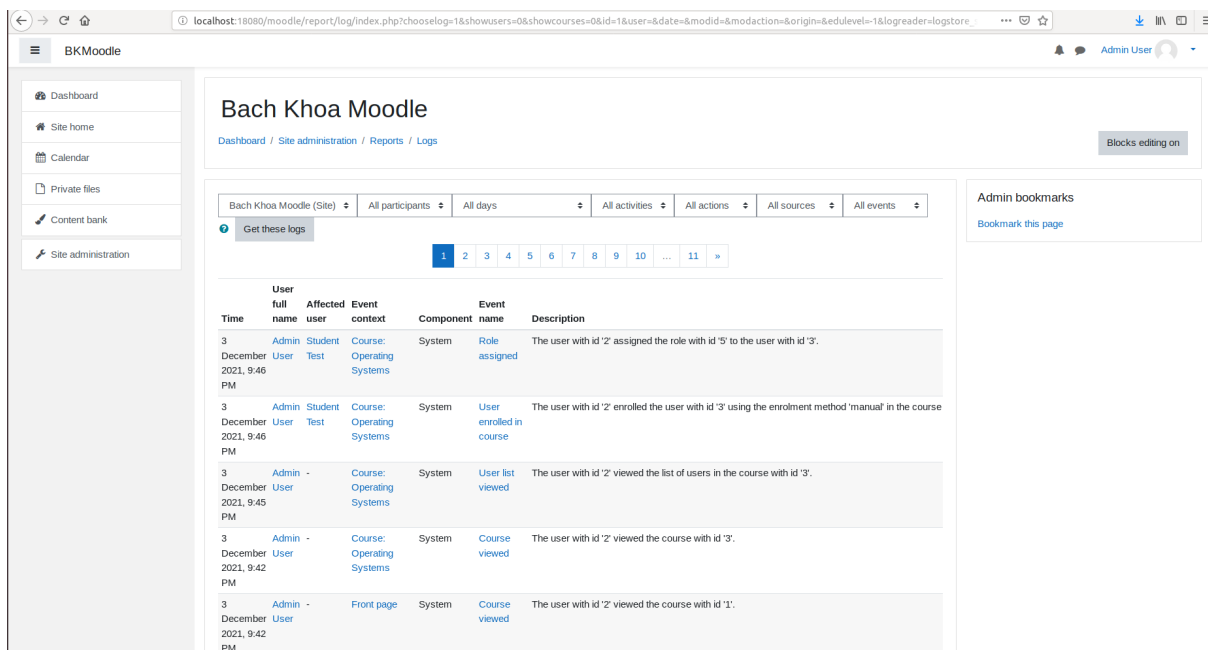 localhost:18080/moodle/report/log/index.php?chooselog=1&showusers=0&showcourses=0&id=1&user=&date=&modid=&modaction=&origin=&edulevel=-1&logreader=logstore_
BKMoodle
Admin User
Dashboard
Site home
Calendar
Private files
Content bank
Site administration
Bach Khoa Moodle
Dashboard / Site administration / Reports / Logs
Blocks editing on
Bach Khoa Moodle (Site) All participants All days All activities All actions All sources All events
Get these logs
1 2 3 4 5 6 7 8 9 10 ... 11 »
Admin bookmarks
Bookmark this page
User
full Affected Event Event
Time name user context Component name Description
3 Admin Student Course: System Role The user with id '2' assigned the role with id '5' to the user with id '3'.
December User Test Operating assigned
2021, 9:46 Systems
PM
3 Admin Student Course: System User The user with id '2' enrolled the user with id '3' using the enrolment method 'manual' in the course
December User Test Operating enrolled in
2021, 9:46 Systems course
PM
3 Admin - Course: System User list The user with id '2' viewed the list of users in the course with id '3'.
December User Operating viewed
2021, 9:45 Systems
PM
3 Admin - Course: System Course The user with id '2' viewed the course with id '3'.
December User Operating viewed
2021, 9:42 Systems
PM
3 Admin - Front page System Course The user with id '2' viewed the course with id '1'.
December User viewed
2021, 9:42
PM